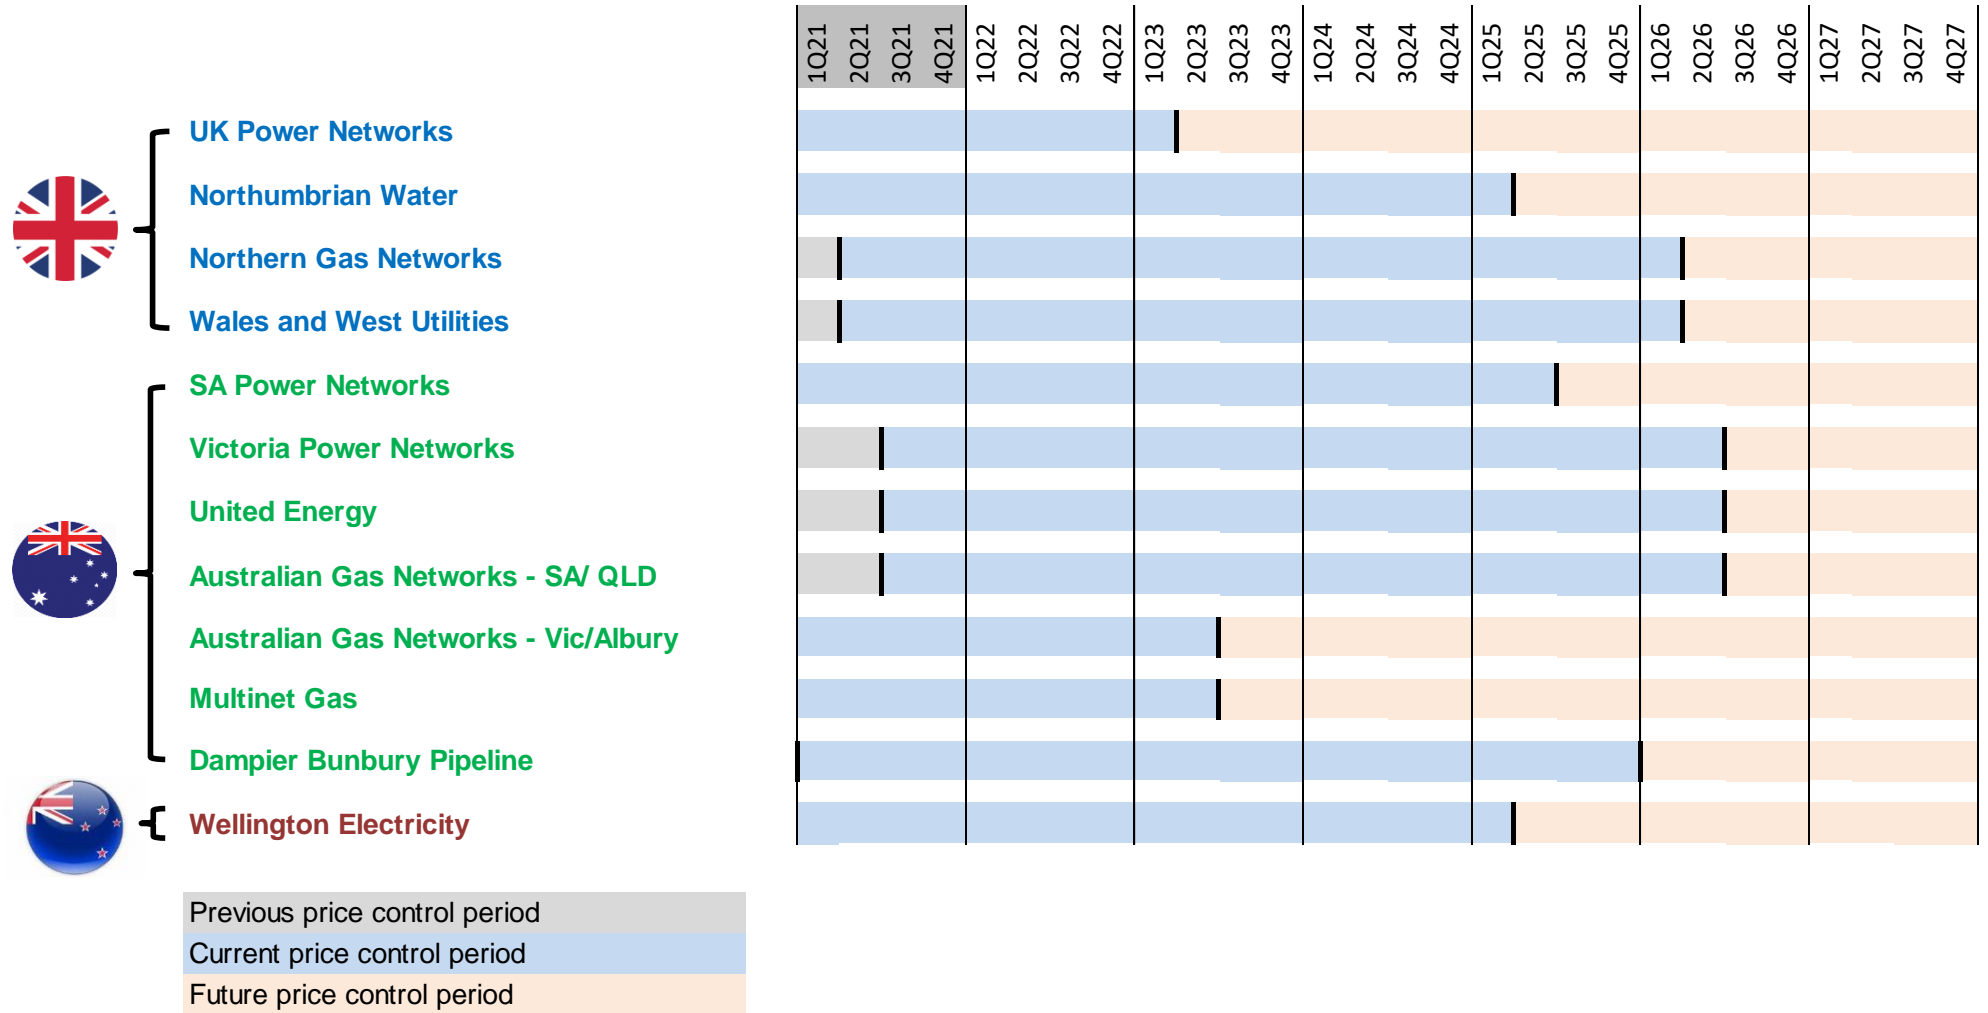 1Q21 2Q21 3Q21 4Q21 1Q22 2Q22 3Q22 4Q22 1Q23 2Q23 3Q23 4Q23 1Q24 2Q24 3Q24 4Q24 1Q25 2Q25 3Q25 4Q25 1Q26 2Q26 3Q26 4Q26 1Q27 2Q27 3Q27 4Q27
UK Power Networks
Northumbrian Water
Northern Gas Networks
Wales and West Utilities
SA Power Networks
Victoria Power Networks
United Energy
Australian Gas Networks - SA/ QLD
Australian Gas Networks - Vic/Albury
Multinet Gas
Dampier Bunbury Pipeline
Wellington Electricity
Previous price control period
Current price control period
Future price control period